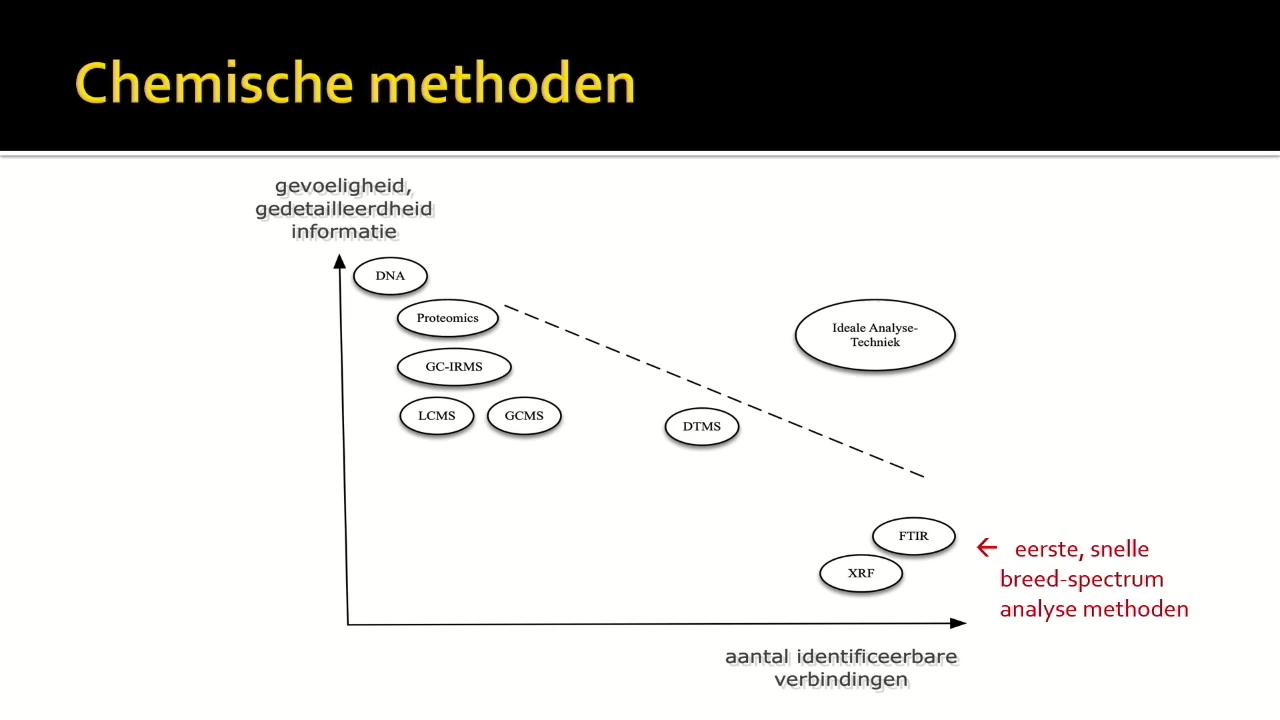 Chemische methoden
gevoeligheid,
gedetailleerdheid
informatie
DNA
Proteomics
Ideale Analyse-
Techniek
GC-IRMS
LCMS
GCMS
DTMS
FTIR
XRF
← eerste, snelle
breed-spectrum
analyse methoden
aantal identificeerbare
verbindingen